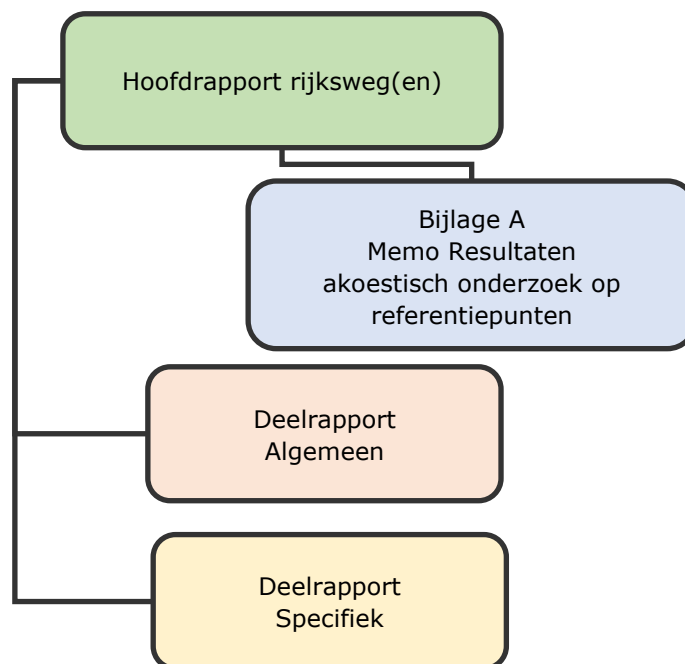 Hoofdrapport rijksweg(en)
Bijlage A
Memo Resultaten
akoestisch onderzoek op
referentiepunten
Deelrapport
Algemeen
Deelrapport
Specifiek